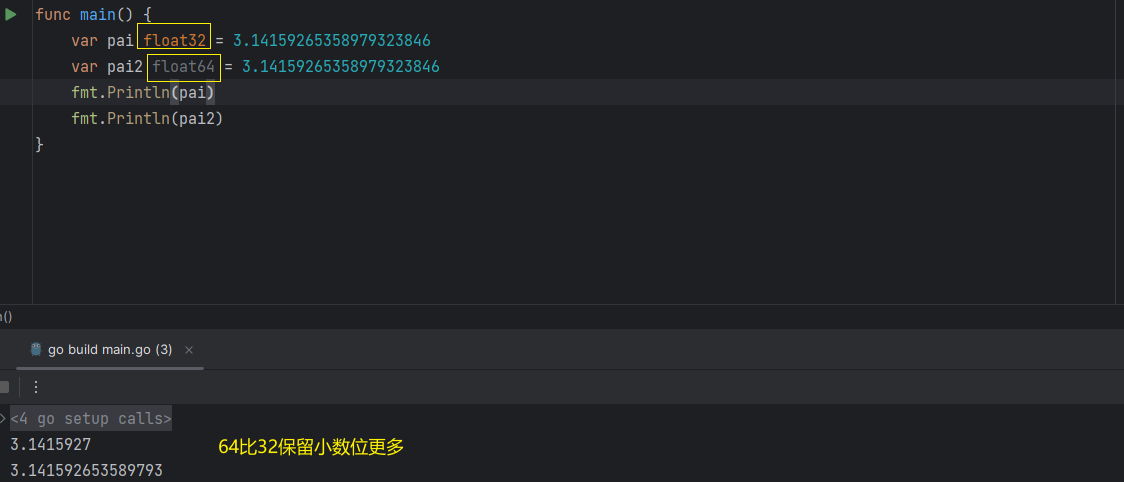 func main() {
var pai float32 = 3.14159265358979323846
var pai2 float64 = 3.14159265358979323846
fmt.Println(pai)
fmt.Println(pai2)
}
()
go build main.go (3) ×
<4 go setup calls>
3.1415927
64比32保留小数位更多
3.141592653589793